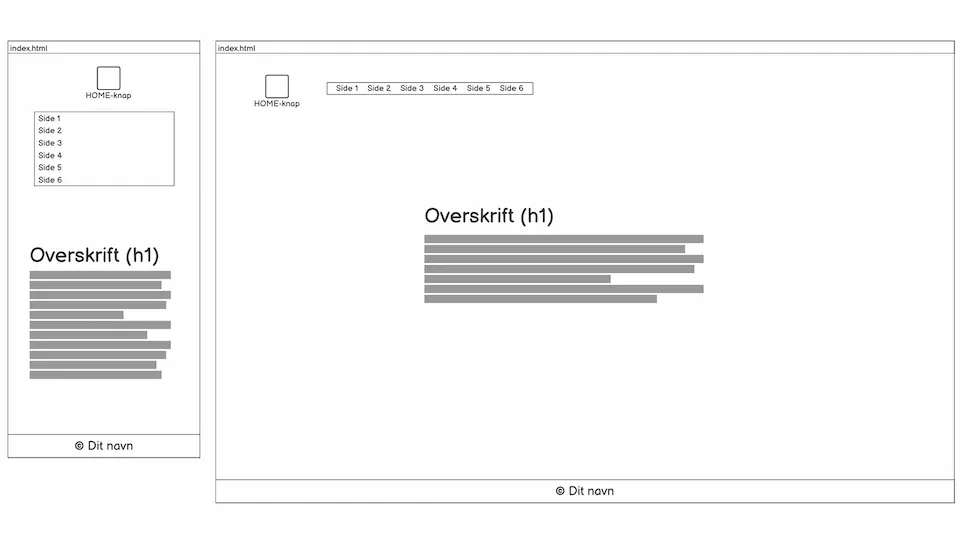 index.html
HOME-knap
Side 1
Side 2
Side 3
Side 4
Side 5
Side 6
Overskrift (h1)
© Dit navn
index.html
HOME-knap
Side 1 Side 2 Side 3 Side 4 Side 5 Side 6
Overskrift (h1)
© Dit navn